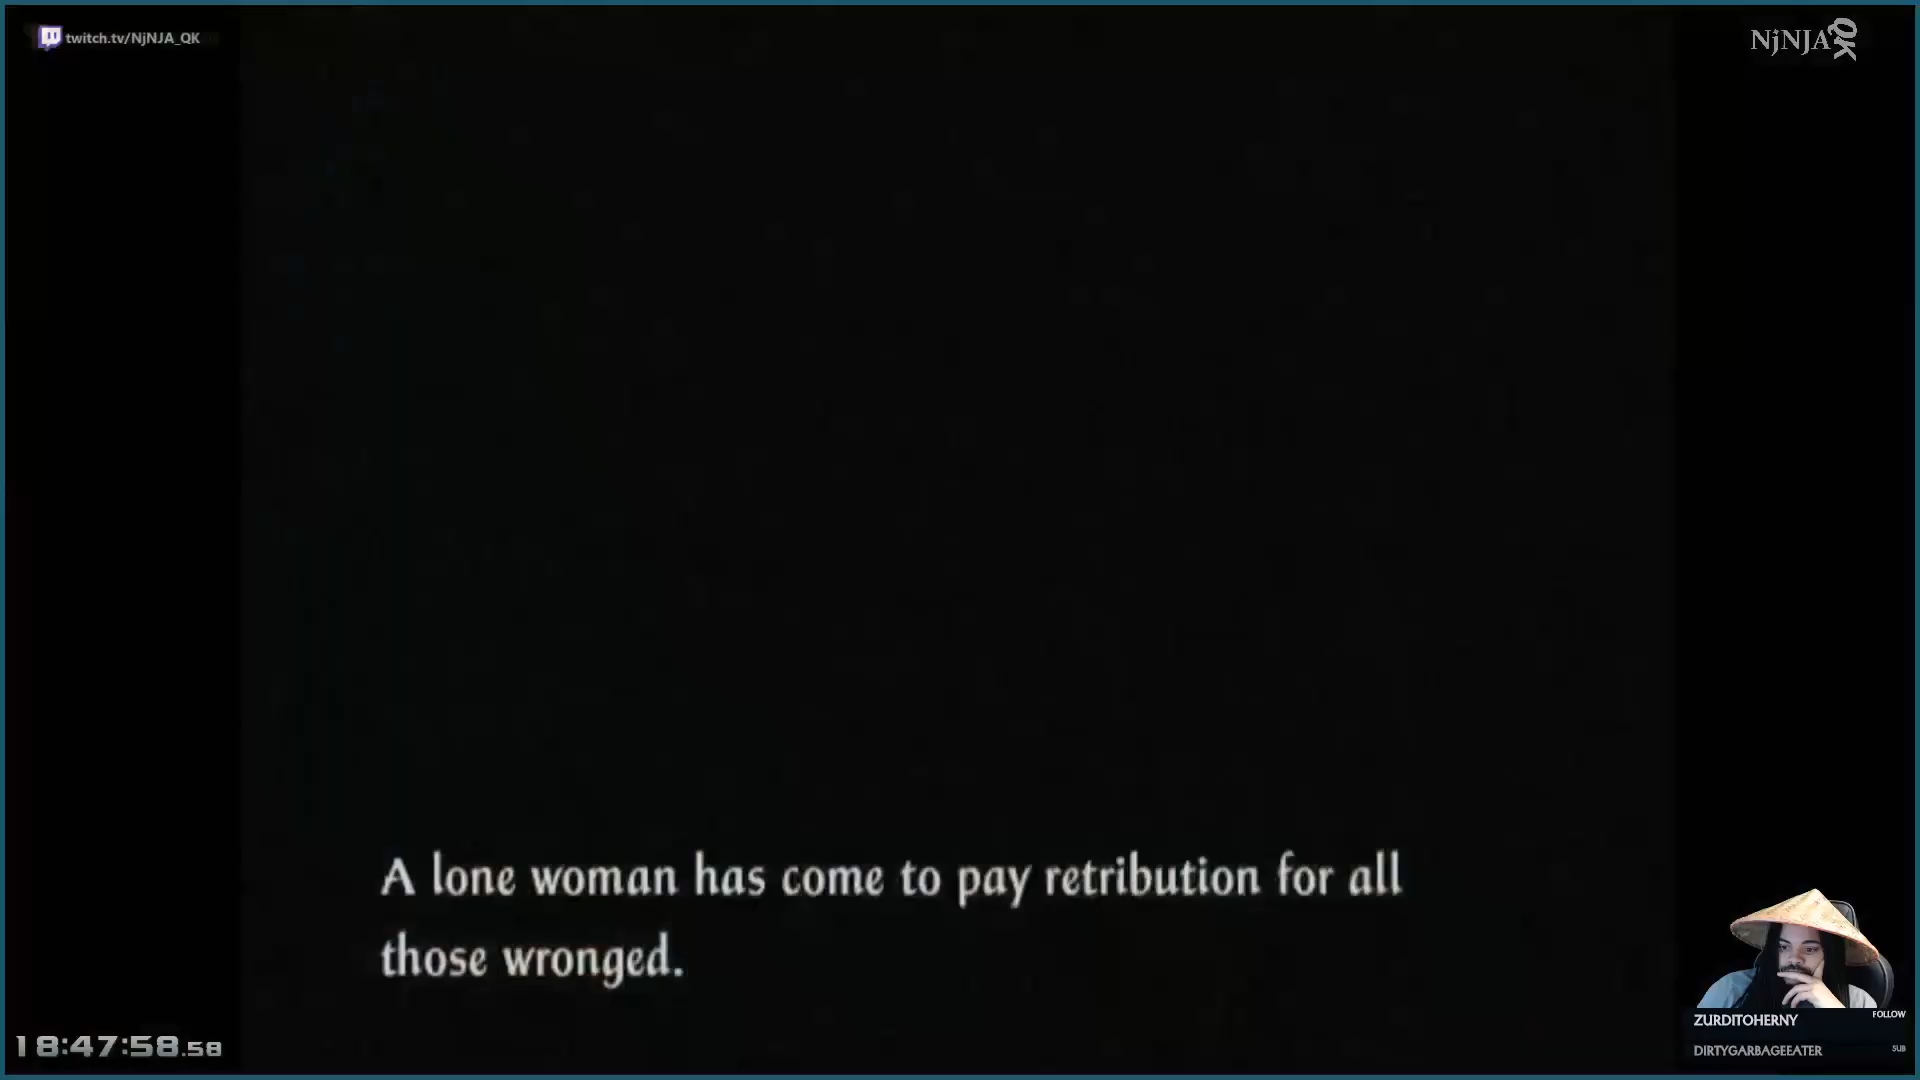 twitch.tv/NjNJA_QK
NjNJA QK
A lone woman has come to pay retribution for all
those wronged.
18:47:58.58
FOLLOW
ZURDITOHERNY
SUB
DIRTYGARBAGEEATER